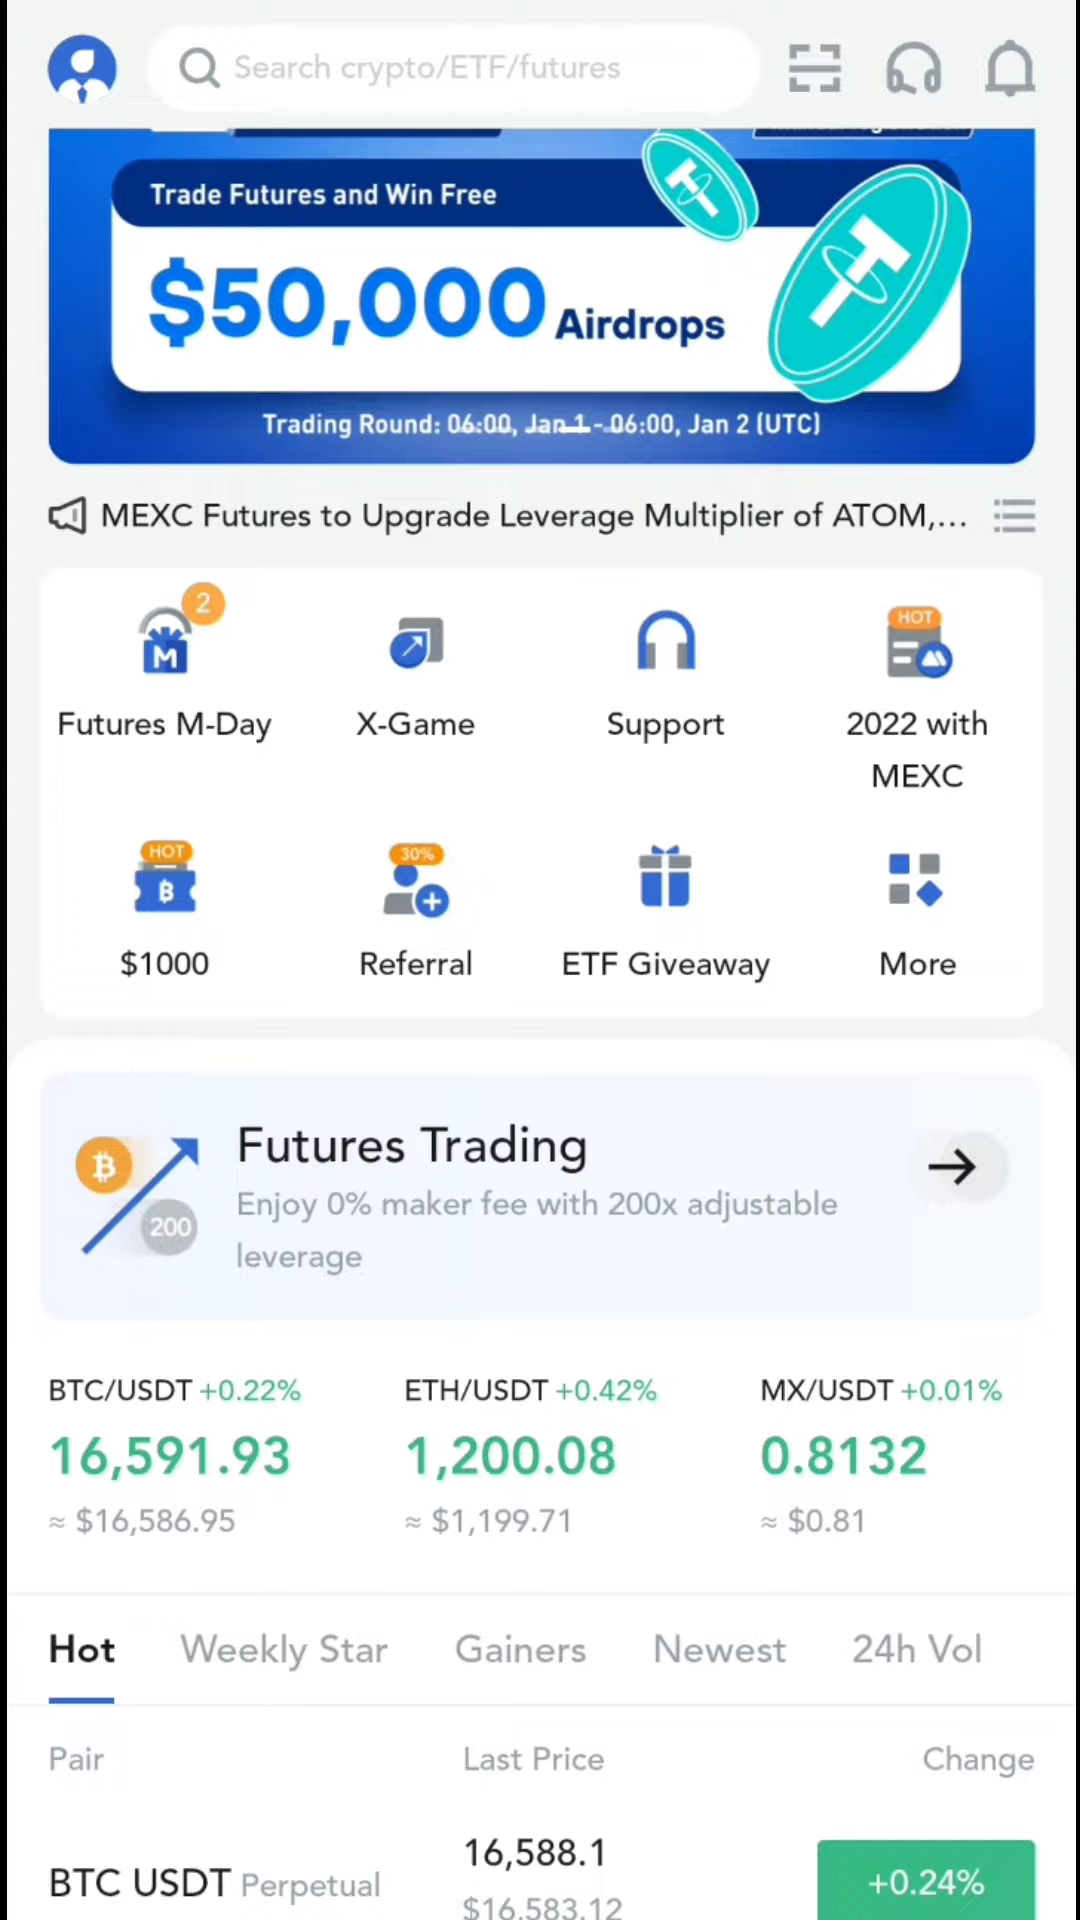 Search crypto/ETF/futures
Trade Futures and Win Free
$50,000 Airdrops
Trading Round: 06:00, Jan 1 - 06:00, Jan 2 (UTC)
MEXC Futures to Upgrade Leverage Multiplier of ATOM,...
2
M
HOT
Futures M-Day
X-Game
Support
2022 with
MEXC
HOT
30%
$1000
Referral
ETF Giveaway
More
Futures Trading
200
Enjoy 0% maker fee with 200x adjustable
leverage
BTC/USDT +0.22%
ETH/USDT +0.42%
MX/USDT +0.01%
16,591.93
1,200.08
0.8132
≈ $16,586.95
≈ $1,199.71
≈ $0.81
Hot
Weekly Star
Gainers
Newest
24h Vol
Pair
Last Price
Change
BTC USDT Perpetual
16,588.1
$16,583.12
+0.24%